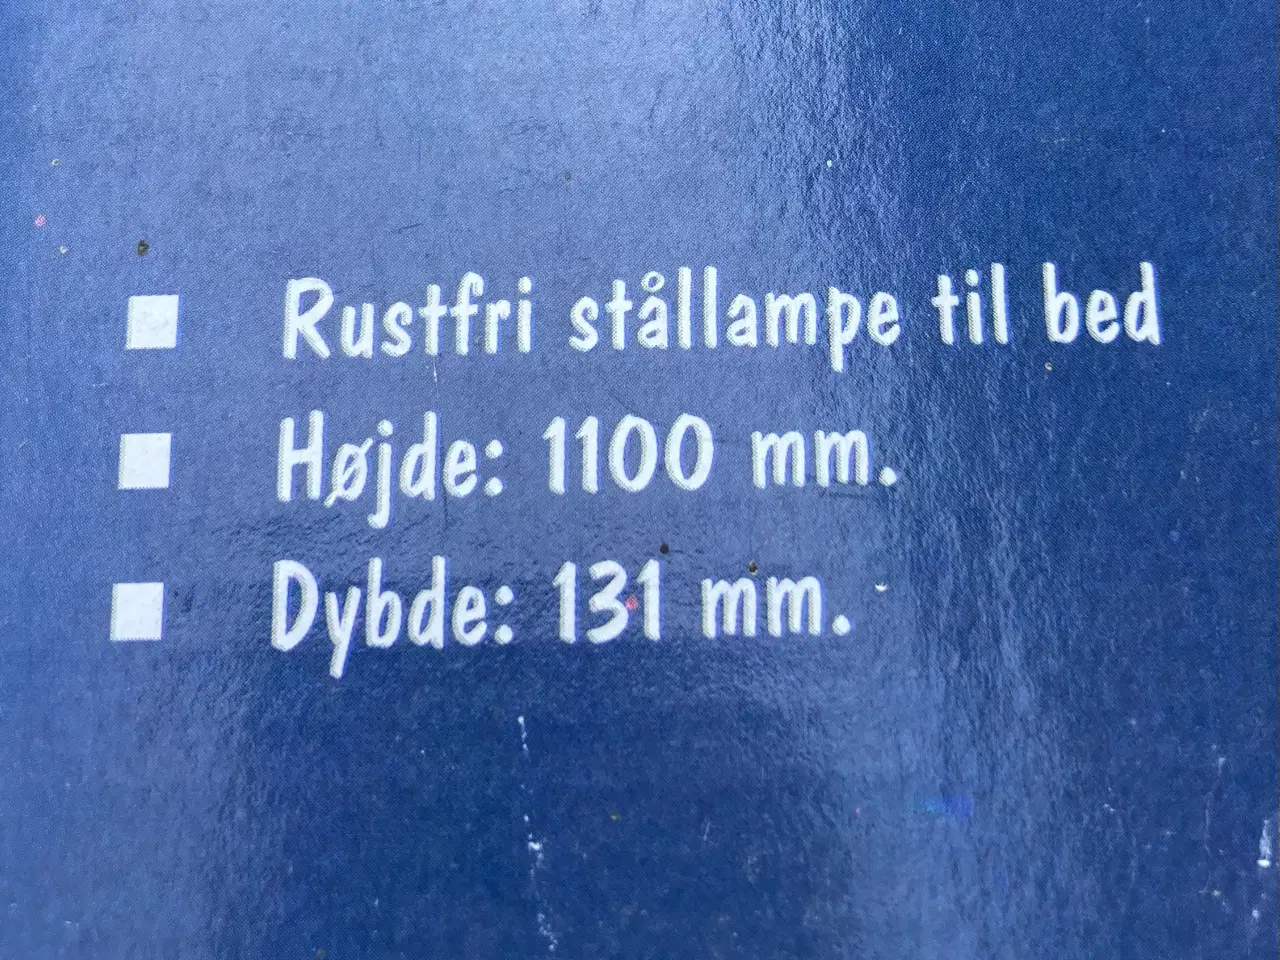 Rustfri stållampe til bed
Højde: 1100 mm.
Dybde: 131 mm.